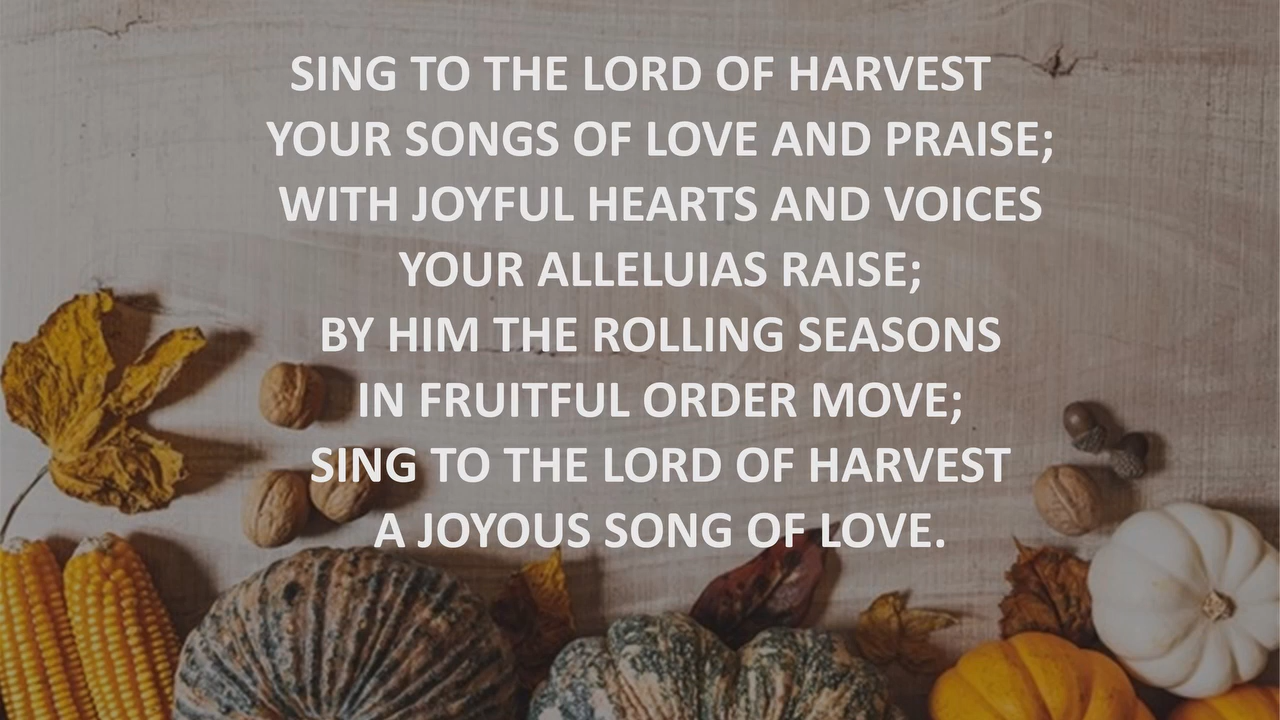 SING TO THE LORD OF HARVEST
YOUR SONGS OF LOVE AND PRAISE;
WITH JOYFUL HEARTS AND VOICES
YOUR ALLELUIAS RAISE;
BY HIM THE ROLLING SEASONS
IN FRUITFUL ORDER MOVE;
SING TO THE LORD OF HARVEST
A JOYOUS SONG OF LOVE.